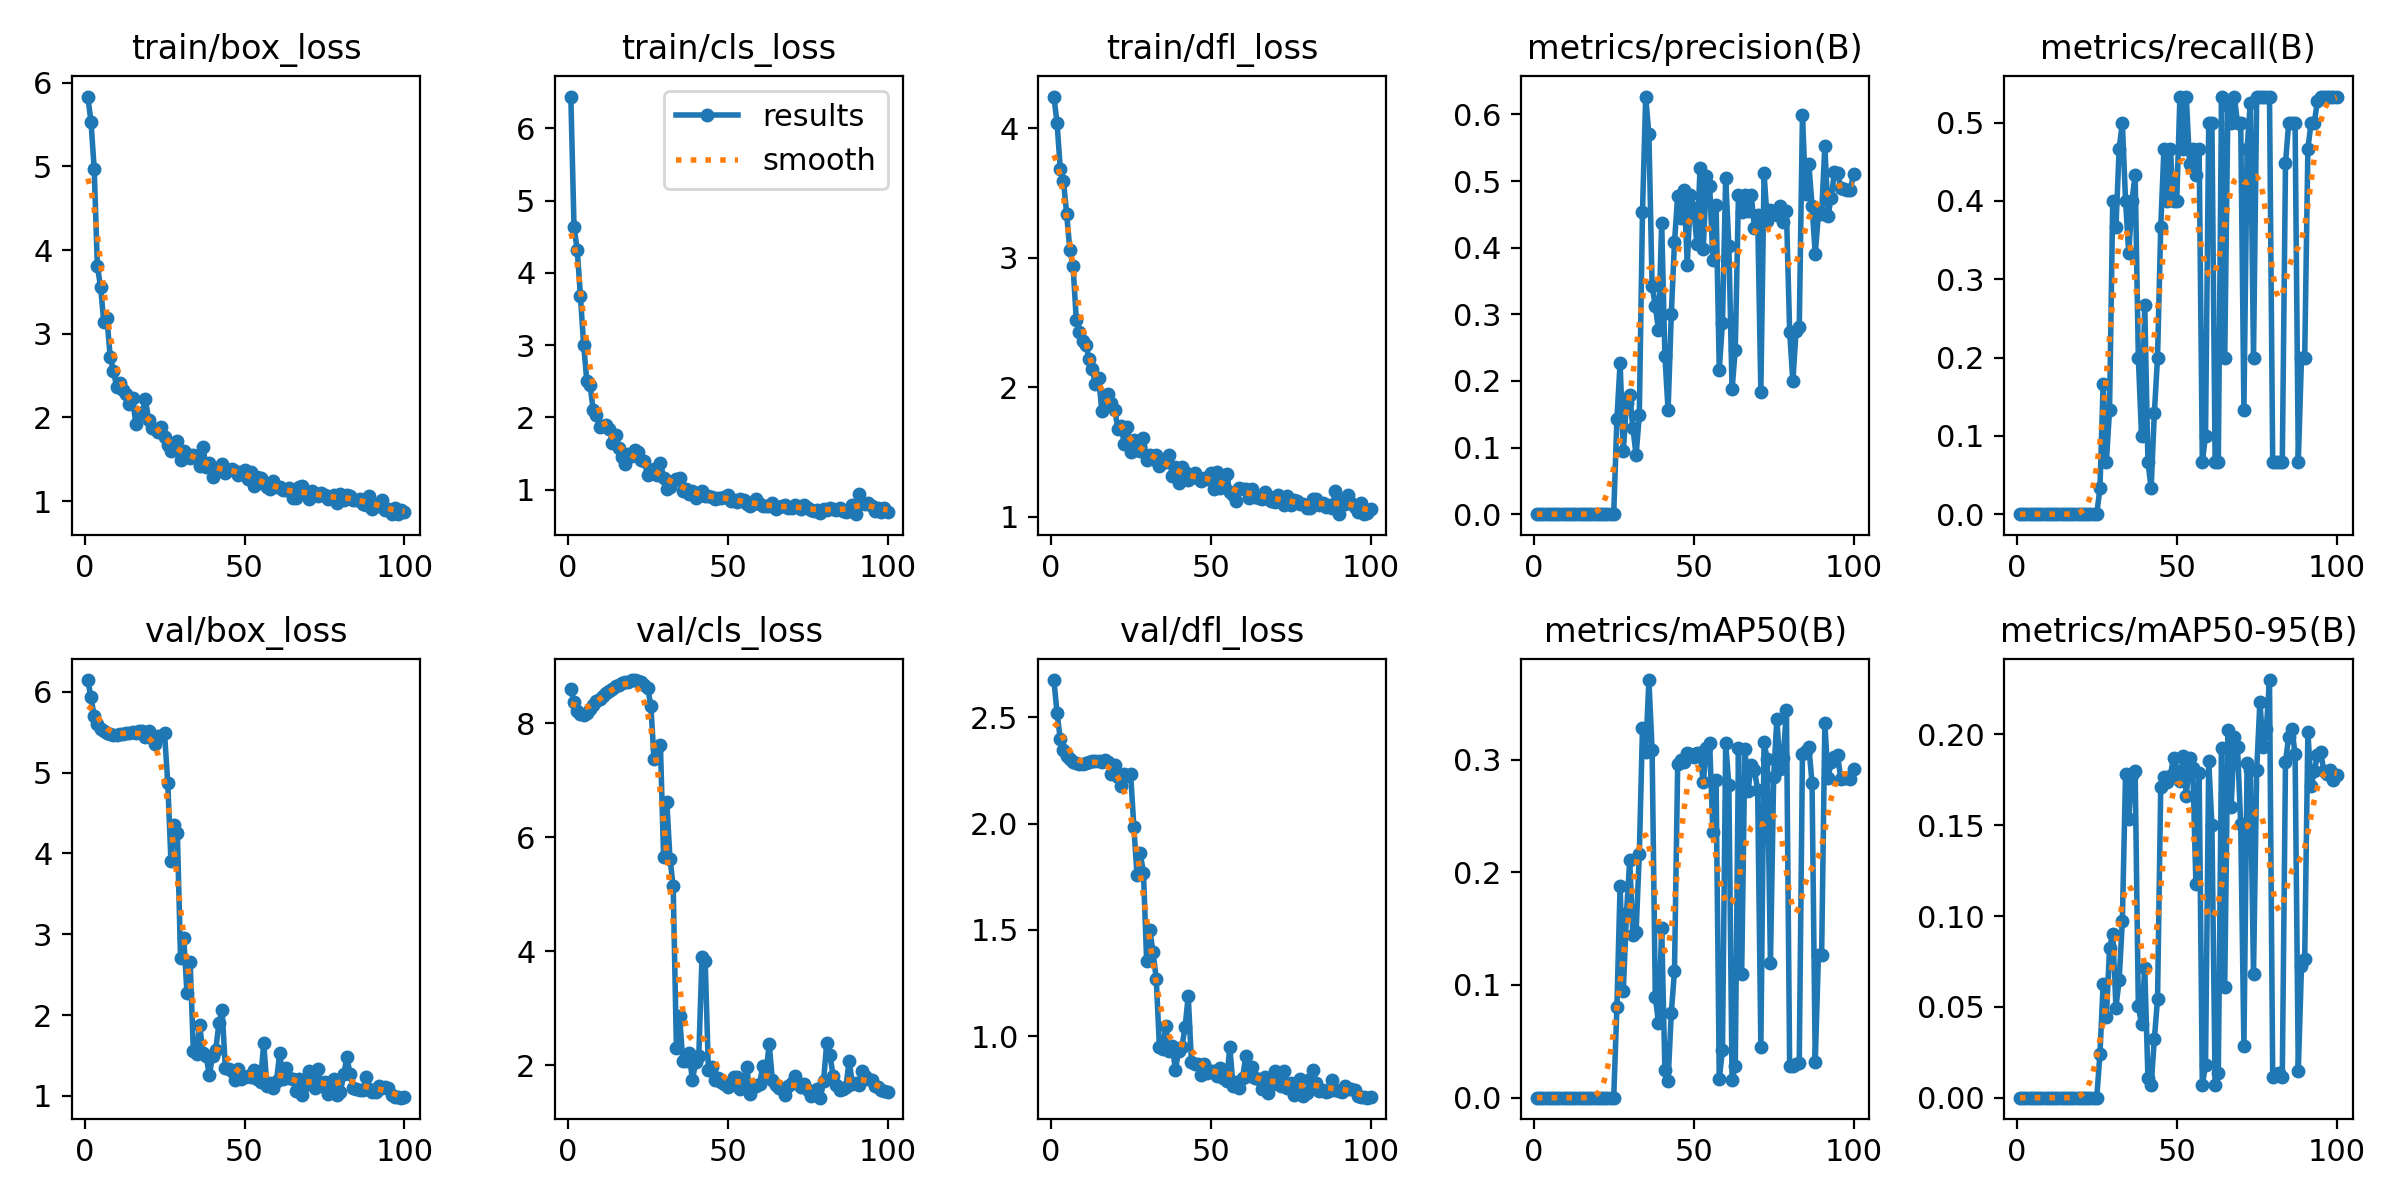 train/box_loss
train/cls_loss
train/dfl_loss
metrics/precision(B)
metrics/recall(B)
6
5
4
3
2
1
0 50 100
results
smooth
6
5
4
3
2
1
0 50 100
4
3
2
1
0 50 100
0.6
0.5
0.4
0.3
0.2
0.1
0.0
0 50 100
0.5
0.4
0.3
0.2
0.1
0.0
0 50 100
val/box_loss
val/cls_loss
val/dfl_loss
metrics/mAP50(B)
metrics/mAP50-95(B)
6
5
4
3
2
1
0 50 100
8
6
4
2
0 50 100
2.5
2.0
1.5
1.0
0 50 100
0.3
0.2
0.1
0.0
0 50 100
0.20
0.15
0.10
0.05
0.00
0 50 100